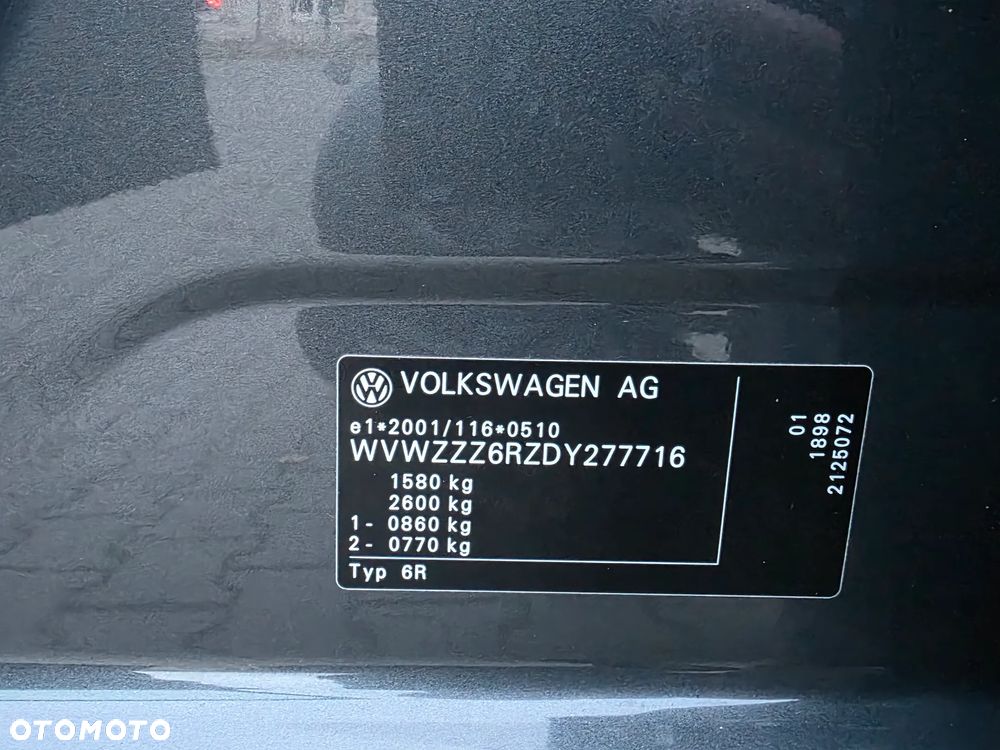 VOLKSWAGEN AG
e1*2001/116*0510
WVWZZZ6RZDY277716
1580 kg
2600 kg
1- 0860 kg
2- 0770 kg
Typ 6R
01
1898
2125072
OTOMOTO